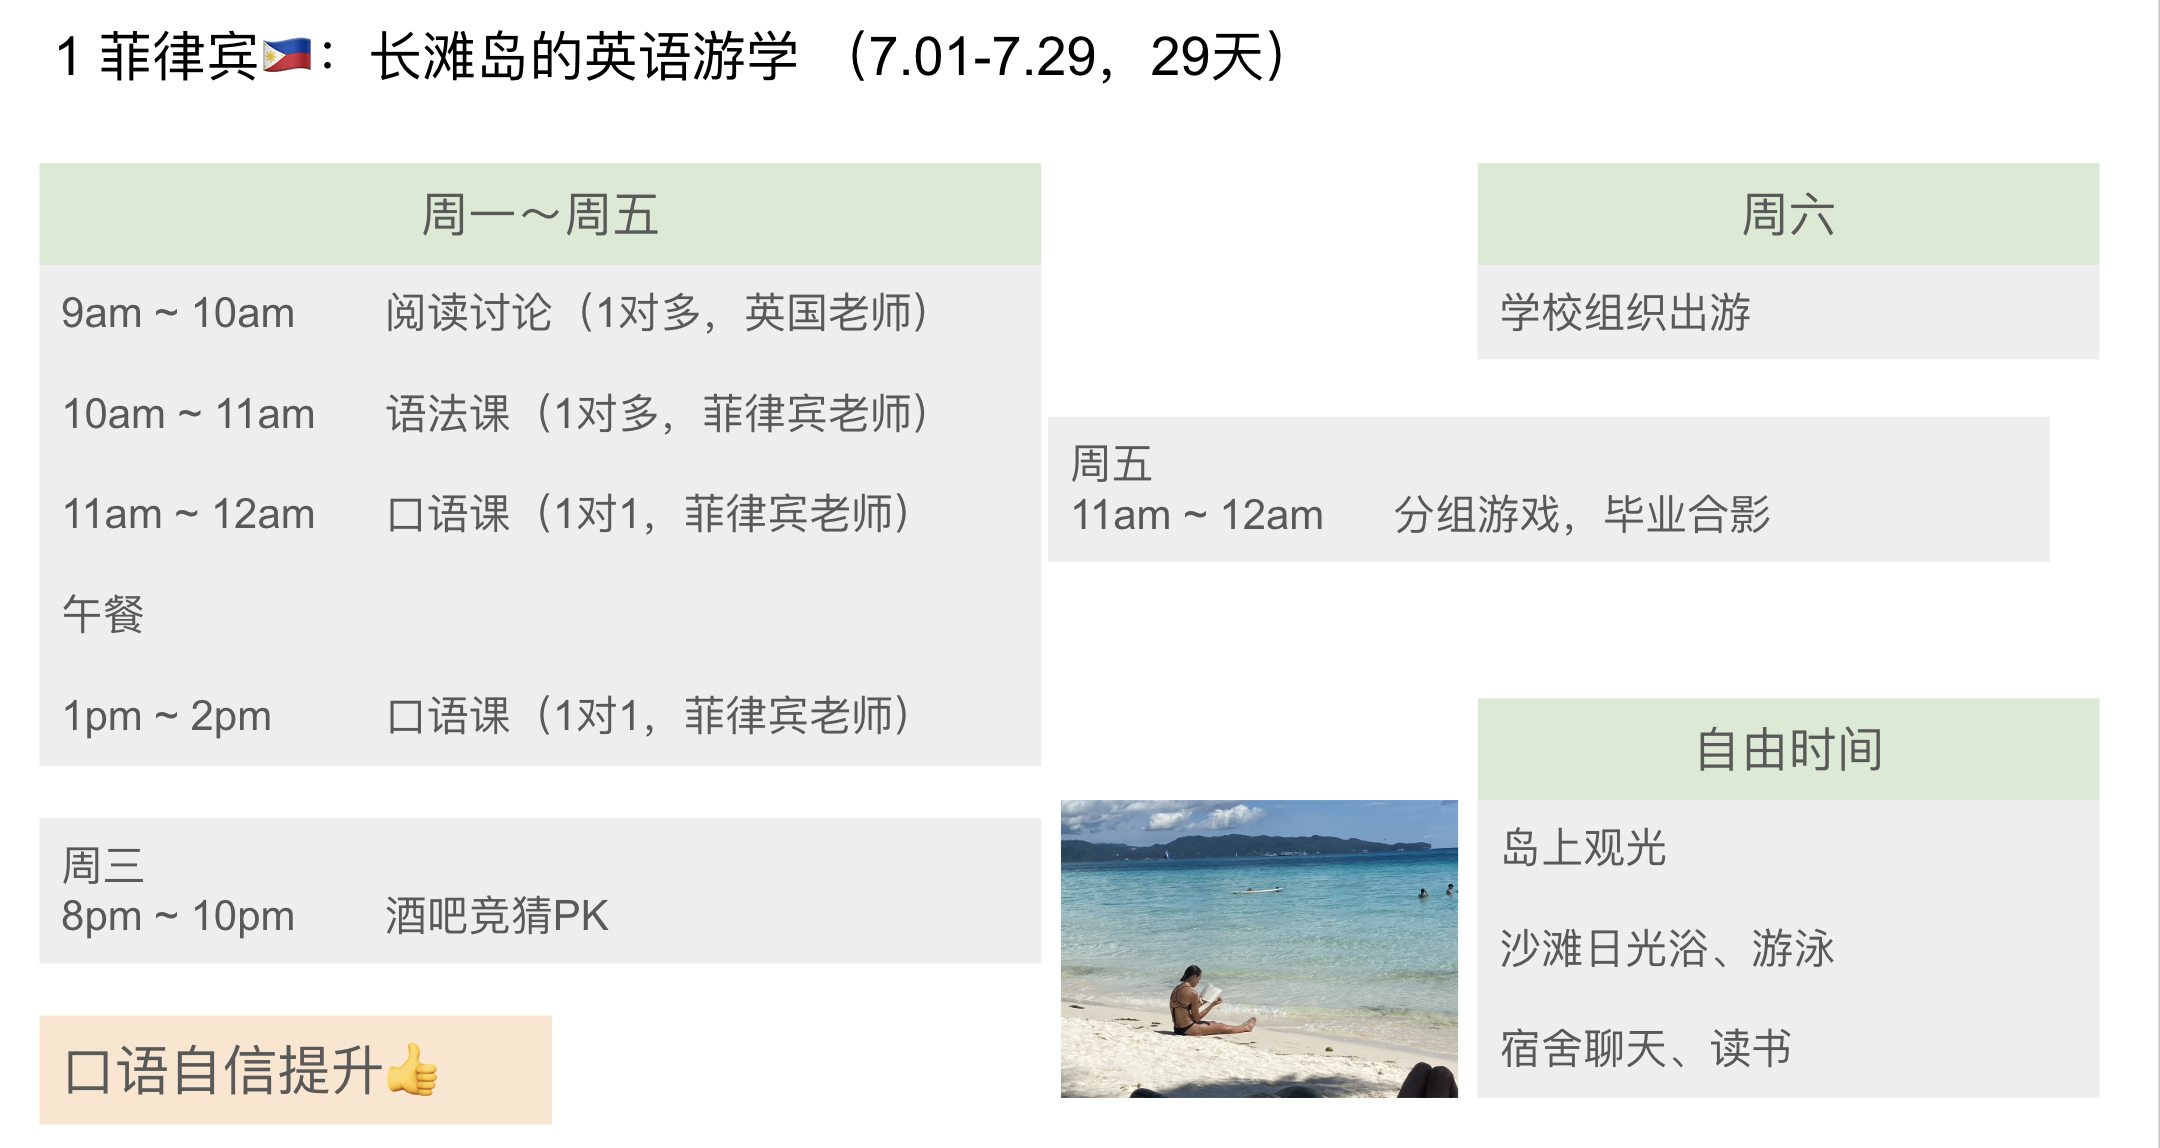 1 菲律宾🇵🇭：长滩岛的英语游学 （7.01-7.29，29天）
周一～周五
9am ~ 10am 阅读讨论（1对多，英国老师）
10am ~ 11am 语法课（1对多，菲律宾老师）
11am ~ 12am 口语课（1对1，菲律宾老师）
午餐
1pm ~ 2pm 口语课（1对1，菲律宾老师）
周三
8pm ~ 10pm 酒吧竞猜PK
口语自信提升👍
周六
学校组织出游
周五
11am ~ 12am 分组游戏，毕业合影
自由时间
岛上观光
沙滩日光浴、游泳
宿舍聊天、读书